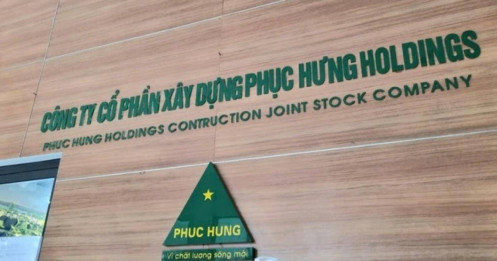 CÔNG TY CỔ PHẦN XÂY DỰNG PHỤC HƯNG HOLDINGS
PHUC HUNG HOLDINGS CONTRUCTION JOINT STOCK COMPANY
PHUC HUNG
Vì chất lượng sống mới